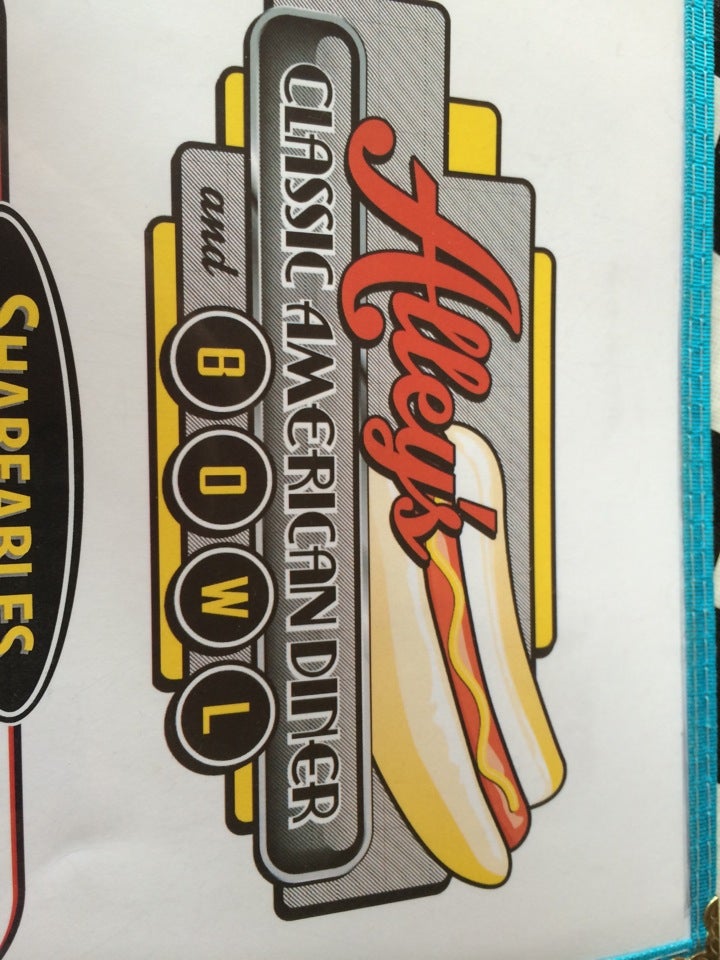 Alley's
CLASSIC AMERICAN DINER
and BOWL
SHAREABLES